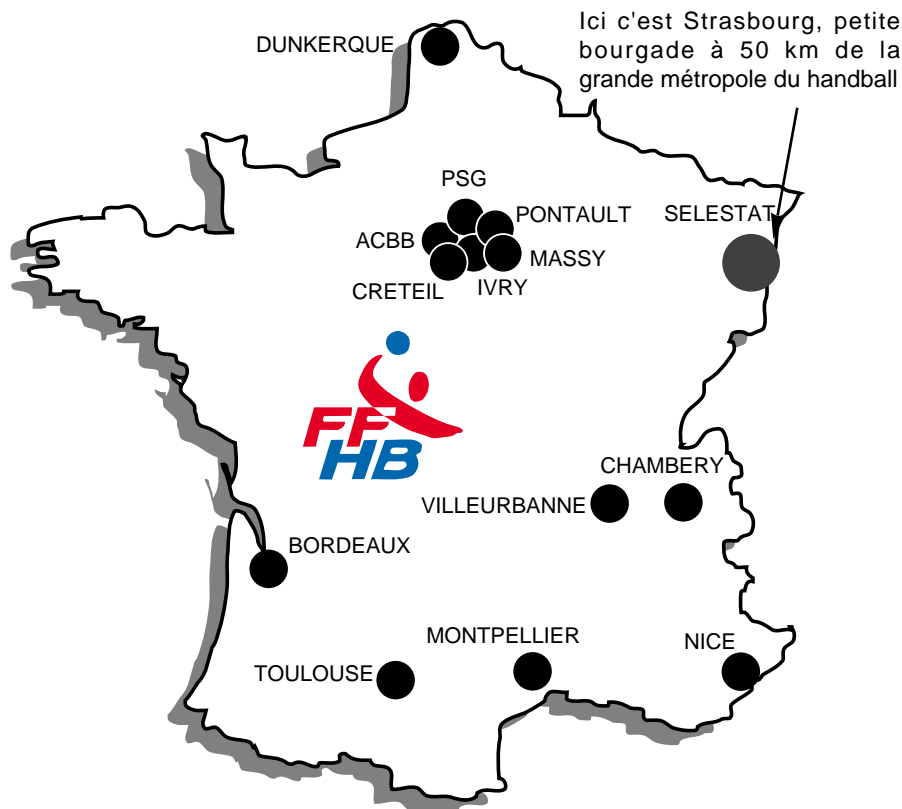 Ici c'est Strasbourg, petite
bourgade à 50 km de la
grande métropole du handball
DUNKERQUE
PSG
PONTAULT
SELESTAT
ACBB
MASSY
CRETEIL
IVRY
FF
HB
CHAMBERY
VILLEURBANNE
BORDEAUX
MONTPELLIER
NICE
TOULOUSE